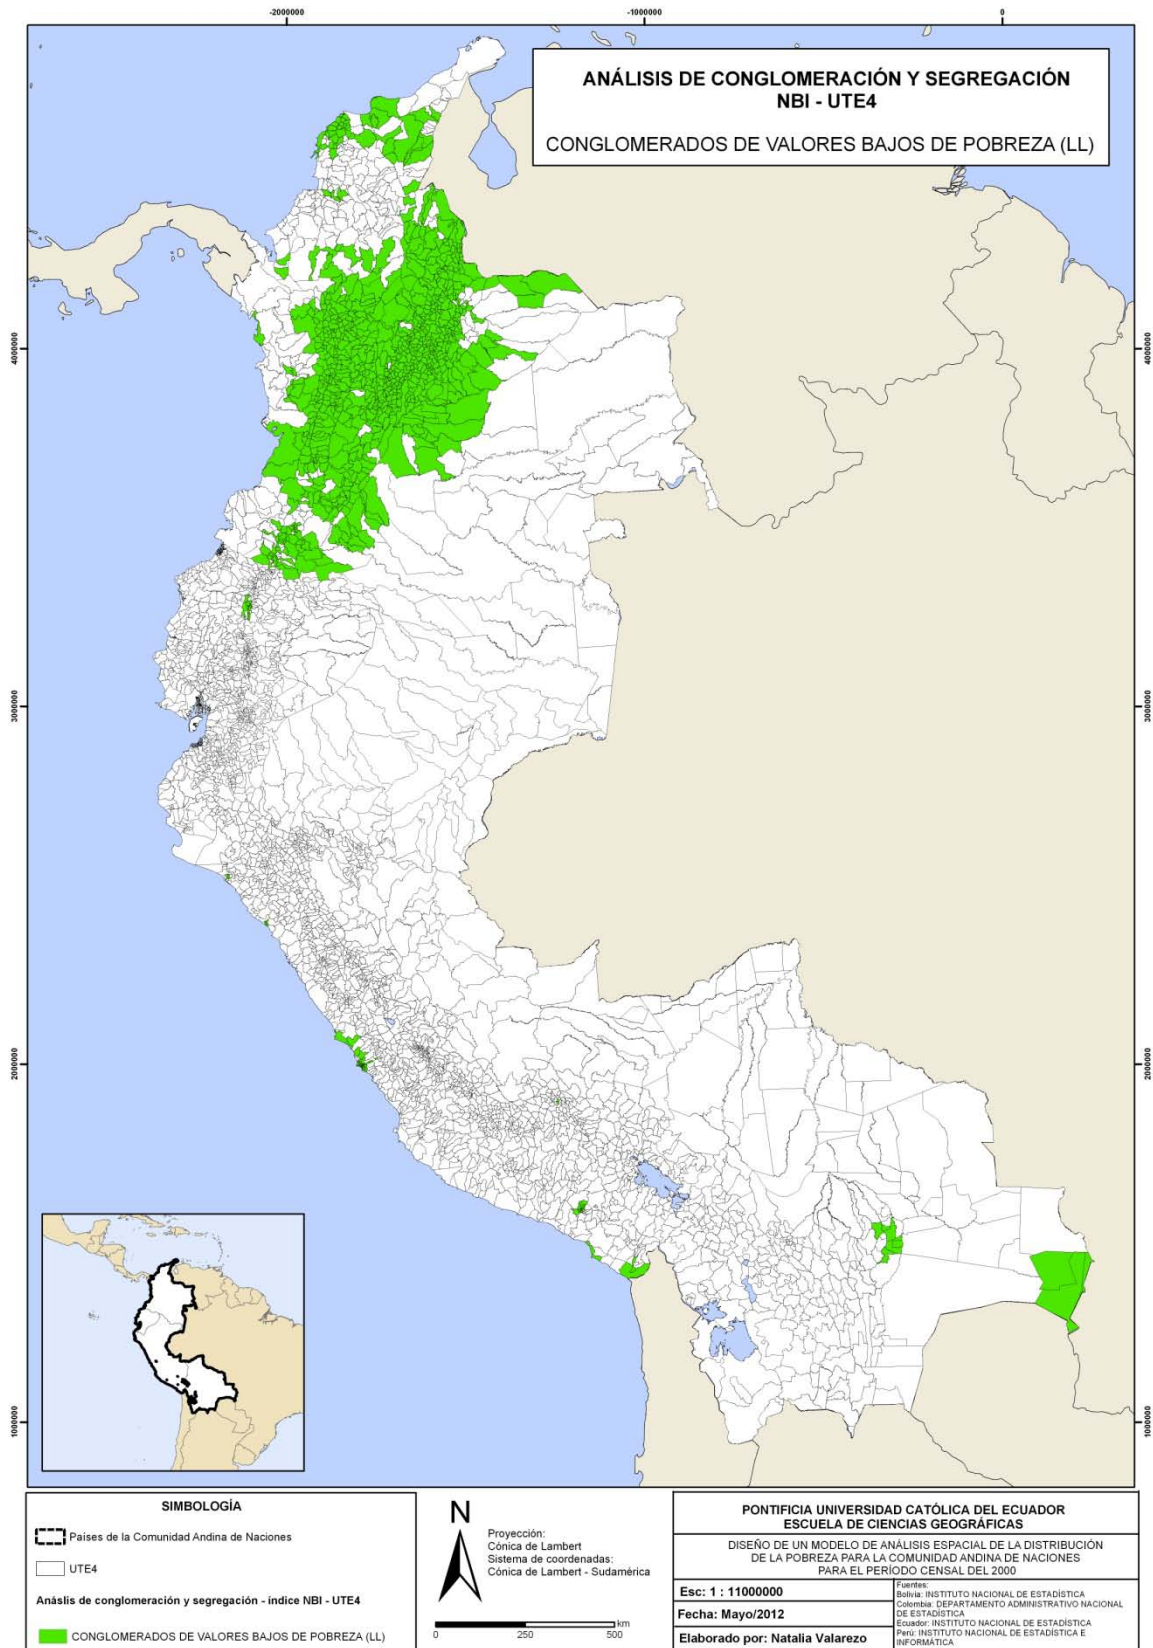 -2000000
-1000000
0
ANÁLISIS DE CONGLOMERACIÓN Y SEGREGACIÓN
NBI - UTE4
CONGLOMERADOS DE VALORES BAJOS DE POBREZA (LL)
4000000
4000000
3000000
3000000
2000000
2000000
1000000
1000000
SIMBOLOGÍA
Países de la Comunidad Andina de Naciones
UTE4
Anáslis de conglomeración y segregación - indice NBI - UTE4
CONGLOMERADOS DE VALORES BAJOS DE POBREZA (LL)
N
Proyección:
Cónica de Lambert
Sistema de coordenadas:
Cónica de Lambert - Sudamérica
km
0 250 500
PONTIFICIA UNIVERSIDAD CATÓLICA DEL ECUADOR
ESCUELA DE CIENCIAS GEOGRÁFICAS
DISEÑO DE UN MODELO DE ANÁLISIS ESPACIAL DE LA DISTRIBUCIÓN
DE LA POBREZA PARA LA COMUNIDAD ANDINA DE NACIONES
PARA EL PERÍODO CENSAL DEL 2000
Esc: 1 : 11000000
Fecha: Mayo/2012
Elaborado por: Natalia Valarezo
Fuentes:
Bolivia: INSTITUTO NACIONAL DE ESTADÍSTICA
Colombia: DEPARTAMENTO ADMINISTRATIVO NACIONAL
DE ESTADÍSTICA
Ecuador: INSTITUTO NACIONAL DE ESTADÍSTICA
Perú: INSTITUTO NACIONAL DE ESTADÍSTICA E
INFORMÁTICA